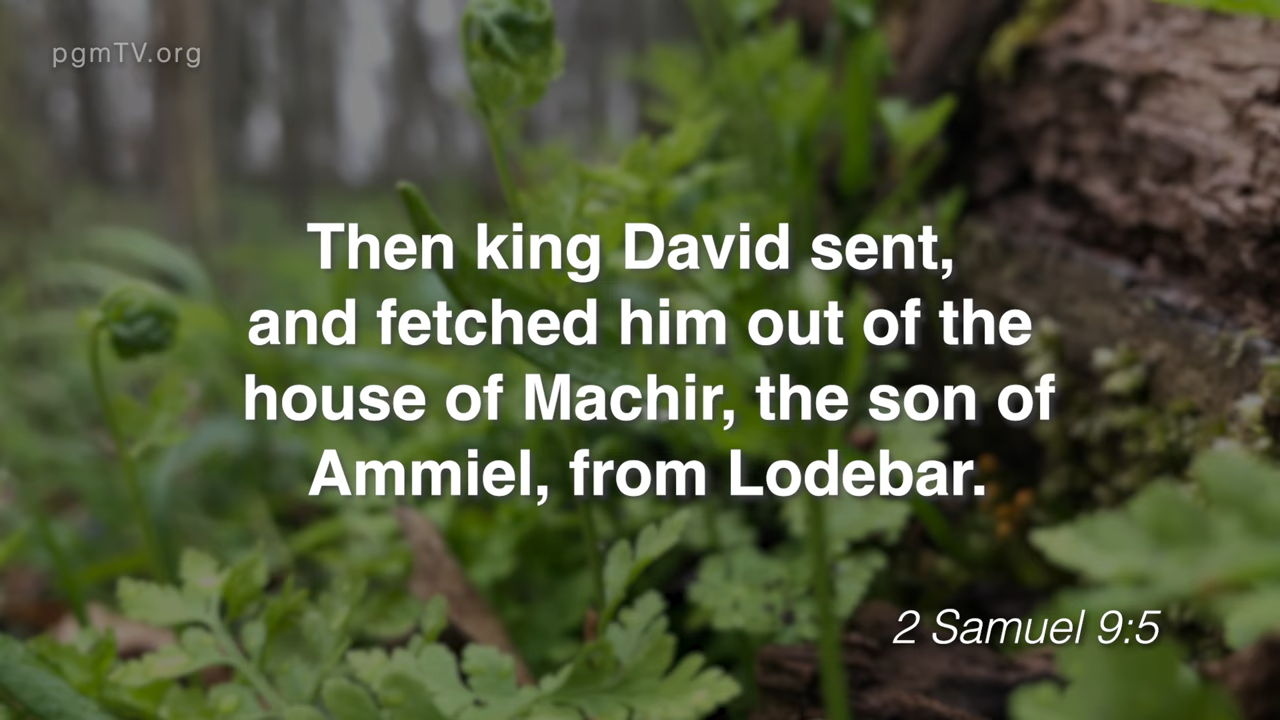 pgmTV.org
Then king David sent,
and fetched him out of the
house of Machir, the son of
Ammiel, from Lodebar.
2 Samuel 9:5